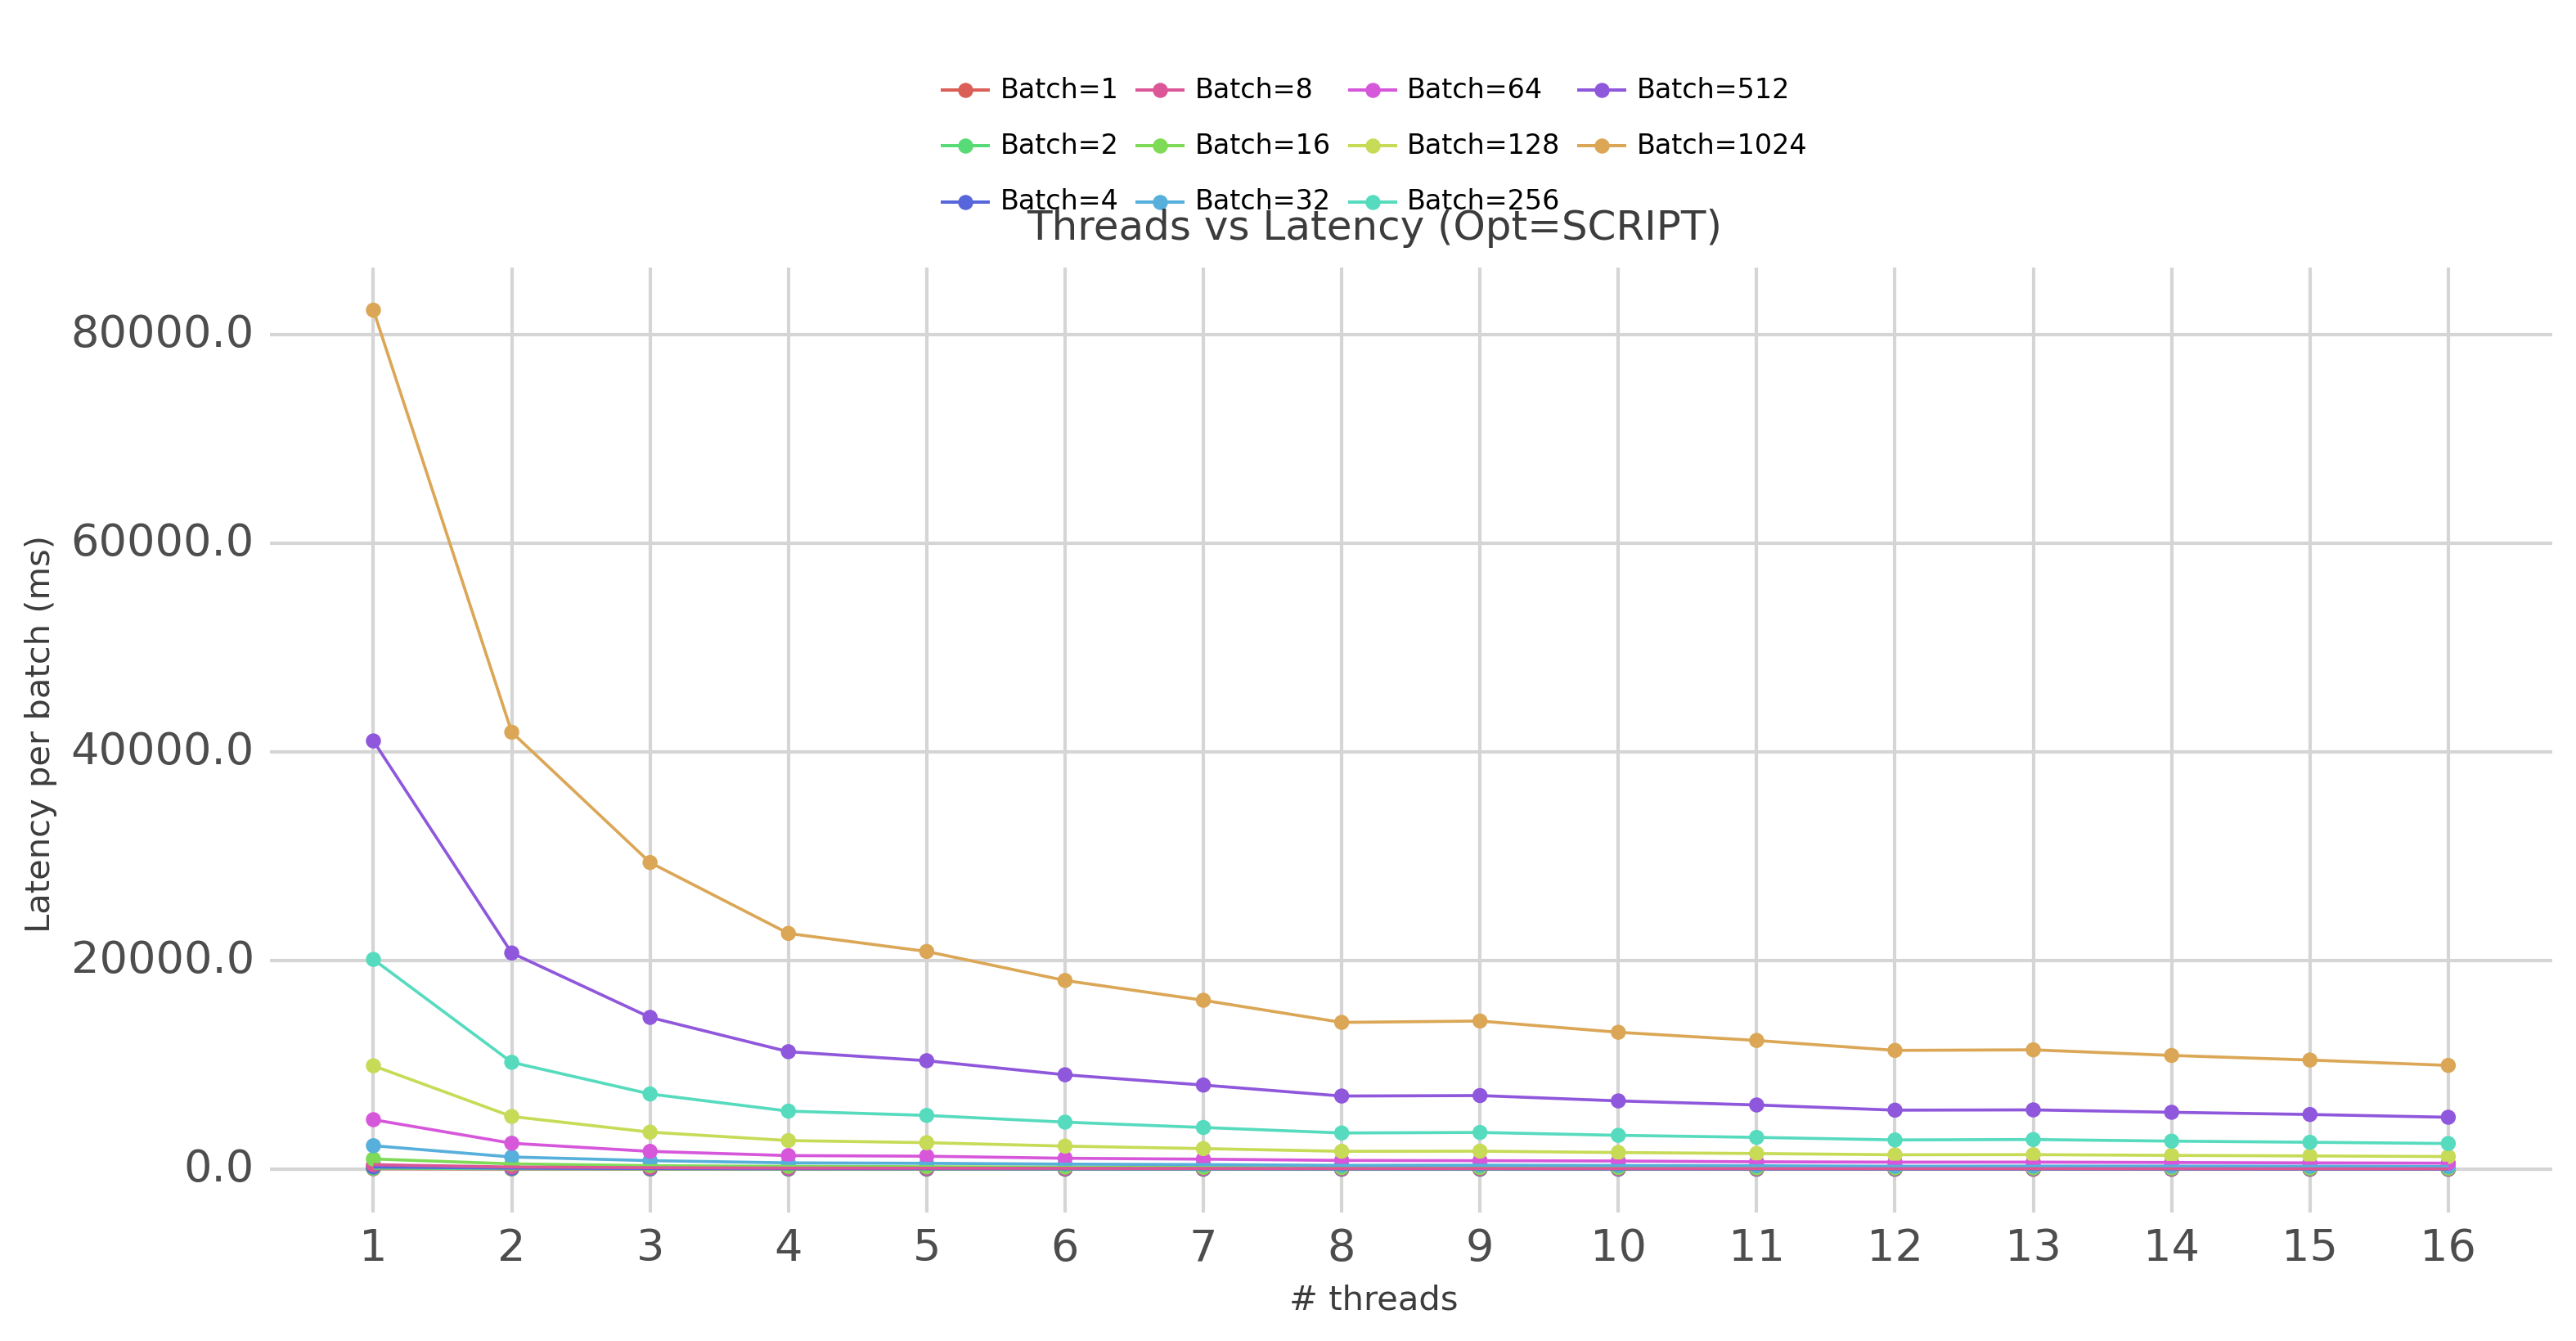 Batch=1 Batch=8 Batch=64 Batch=512
Batch=2 Batch=16 Batch=128 Batch=1024
Batch=4 Batch=32 Batch=256
Threads vs Latency (Opt=SCRIPT)
Latency per batch (ms)
80000.0
60000.0
40000.0
20000.0
0.0
1 2 3 4 5 6 7 8 9 10 11 12 13 14 15 16
# threads